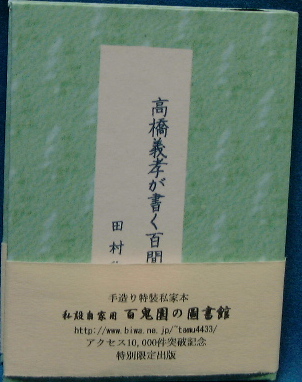 高橋義孝が書く百間
田村
手造り特装私家本
私設自家用 百鬼園の圖書館
http://www.biwa.ne.jp/~tamu4433/
アクセス10,000件突破記念
特別限定出版